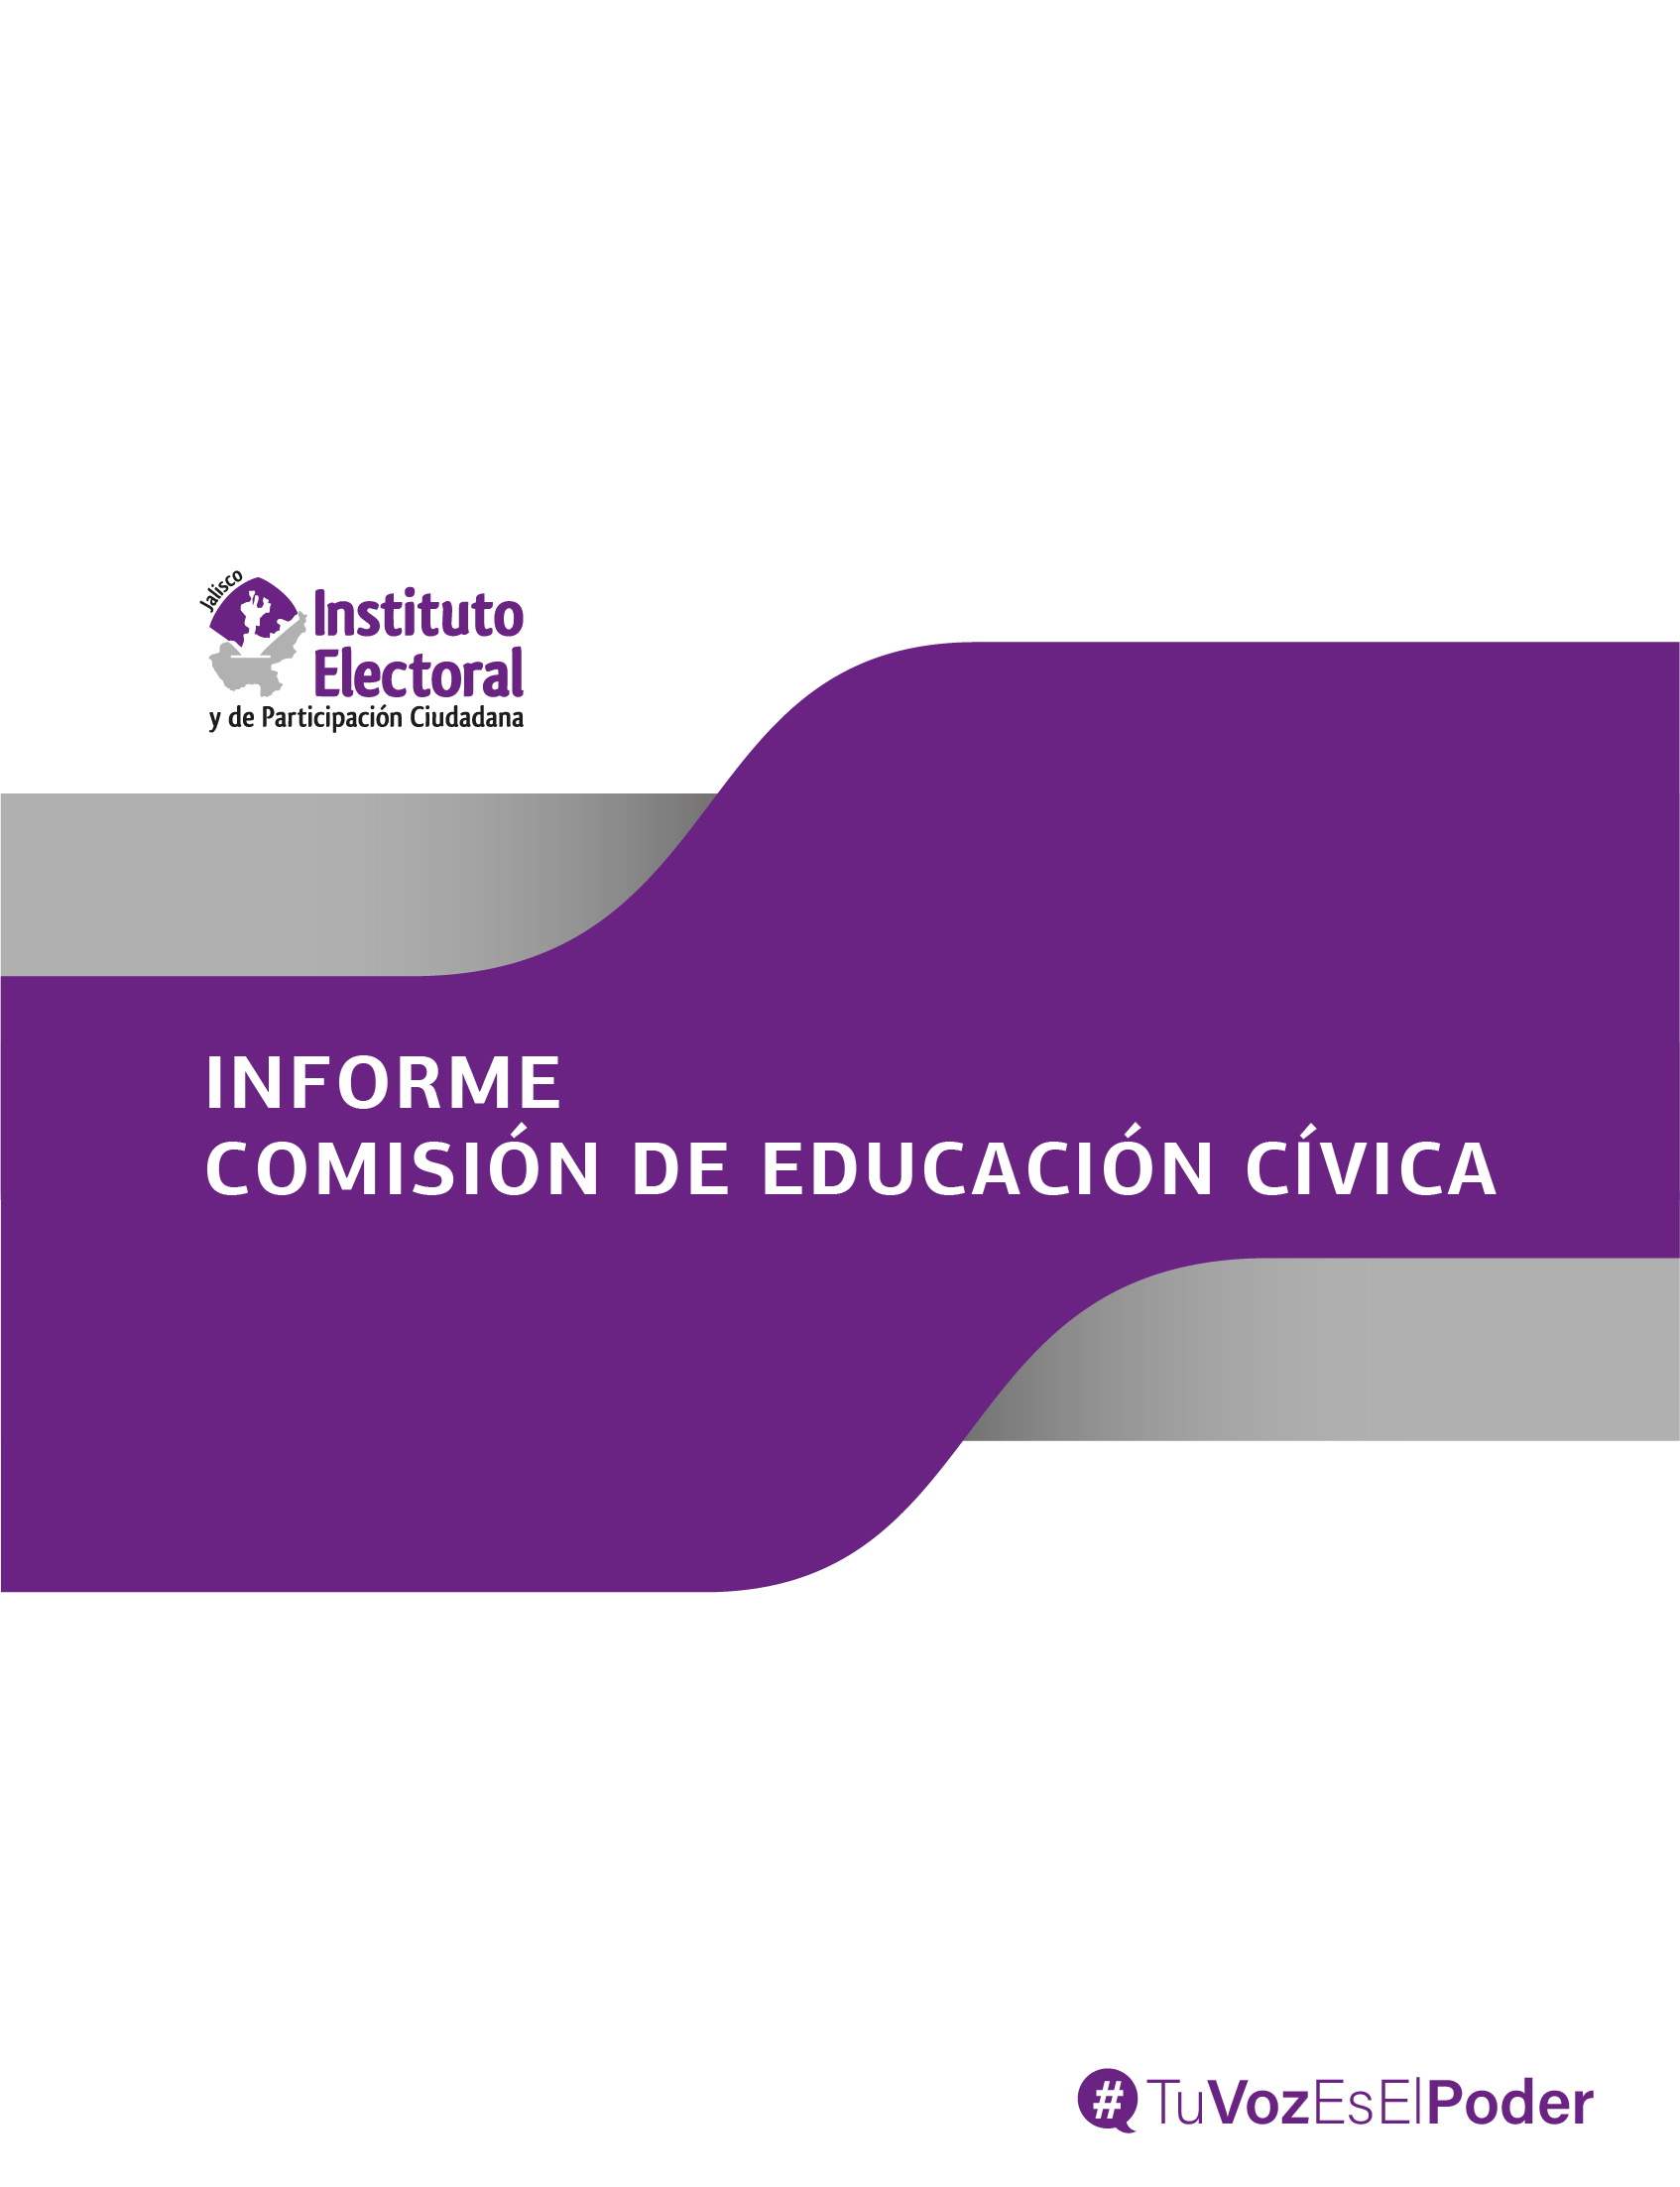 Jalisco
Instituto
Electoral
y de Participación Ciudadana
INFORME
COMISIÓN DE EDUCACIÓN CÍVICA
#TuVozEsElPoder